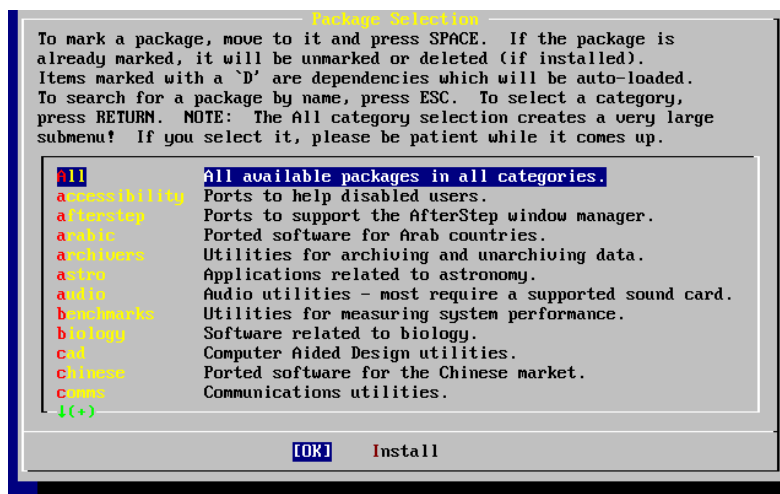 Package Selection
To mark a package, move to it and press SPACE.  If the package is
already marked, it will be unmarked or deleted (if installed).
Items marked with a `D' are dependencies which will be auto-loaded.
To search for a package by name, press ESC.  To select a category,
press RETURN.  NOTE:  The All category selection creates a very large
submenu!  If you select it, please be patient while it comes up.
All All available packages in all categories.
accessibility Ports to help disabled users.
afterstep Ports to support the AfterStep window manager.
arabic Ported software for Arab countries.
archivers Utilities for archiving and unarchiving data.
astro Applications related to astronomy.
audio Audio utilities - most require a supported sound card.
benchmarks Utilities for measuring system performance.
biology Software related to biology.
cad Computer Aided Design utilities.
chinese Ported software for the Chinese market.
comms Communications utilities.
↓(+)
[OK] Install